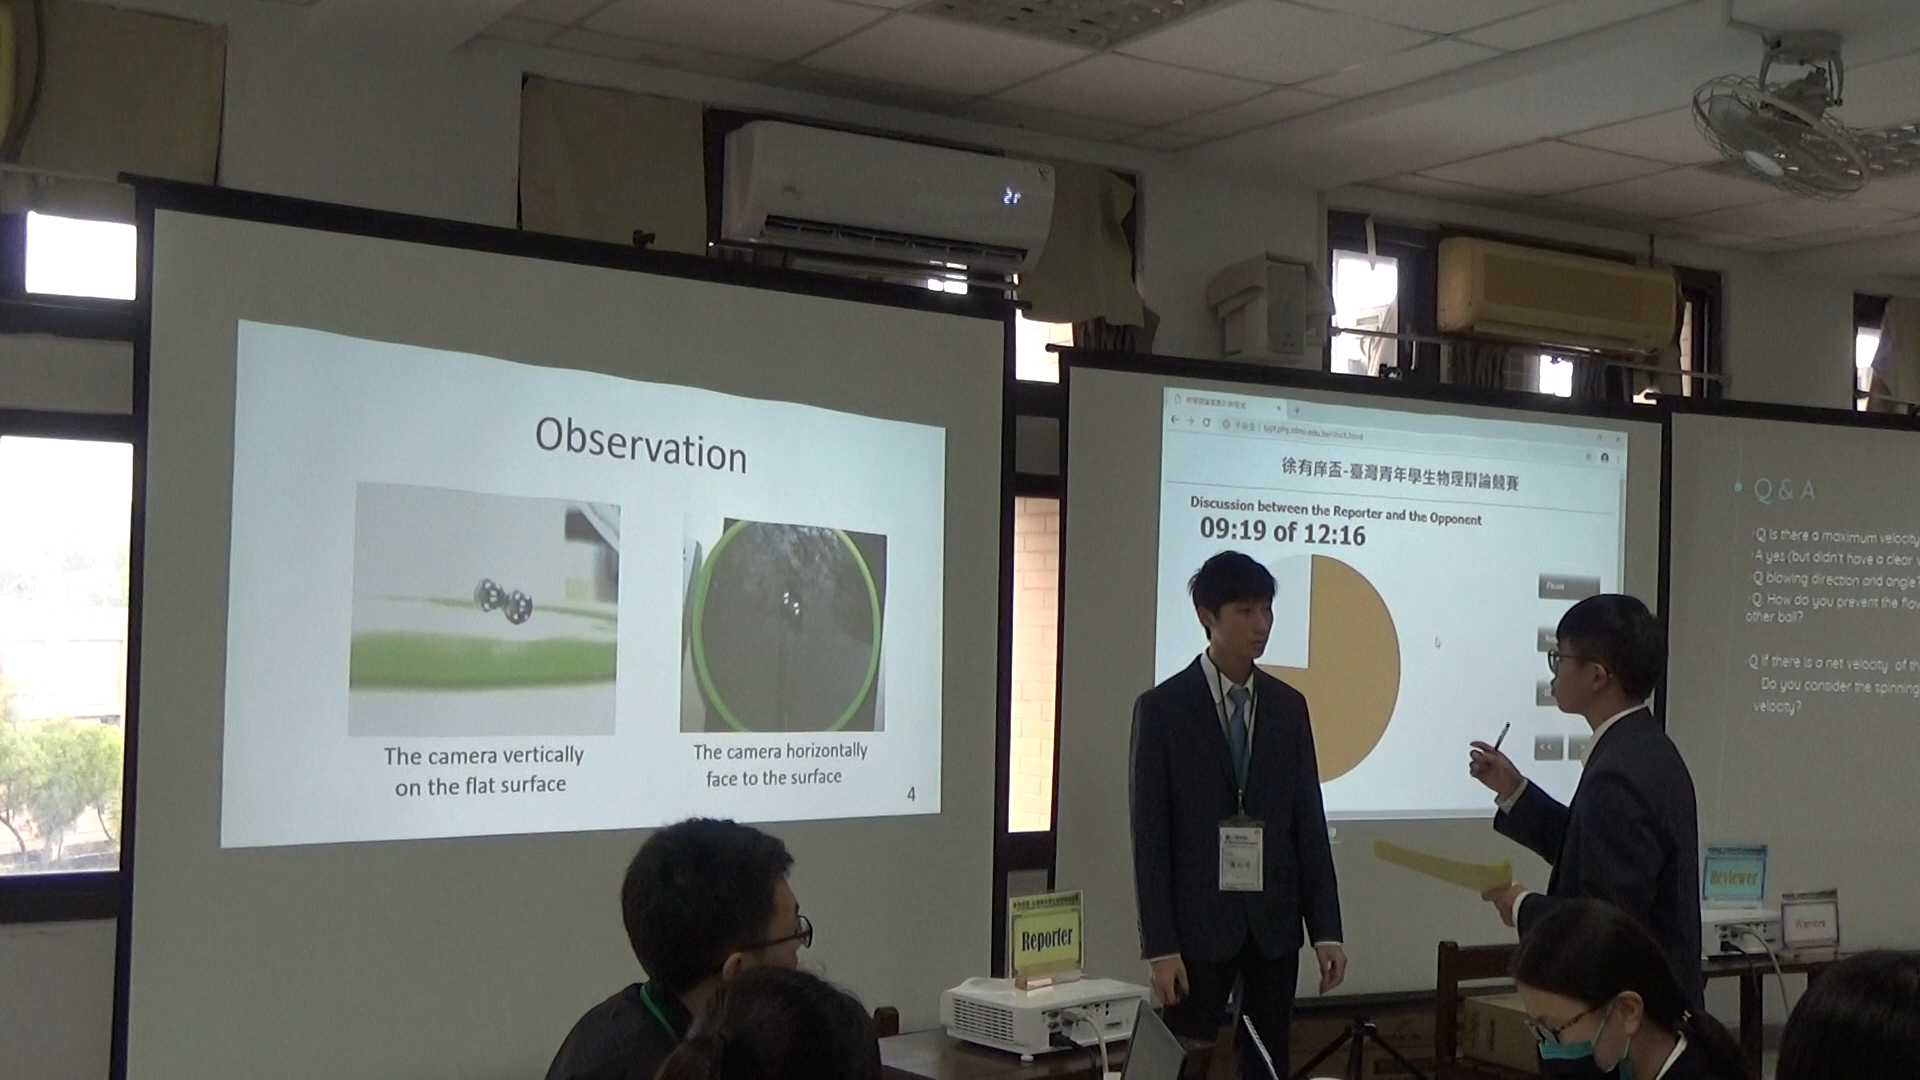 Observation
The camera vertically
on the flat surface
The camera horizontally
face to the surface
4
徐有庠盃-臺灣青年學生物理辯論競賽
Discussion between the Reporter and the Opponent
09:19 of 12:16
Pause
<<
Q & A
Q Is there a maximum velocity
A yes (but didn't have a clear
Q blowing direction and angle?
Q. How do you prevent the
other ball?
Q If there is a net velocity of
Do you consider the spinning
velocity?
Reporter
Reviewer